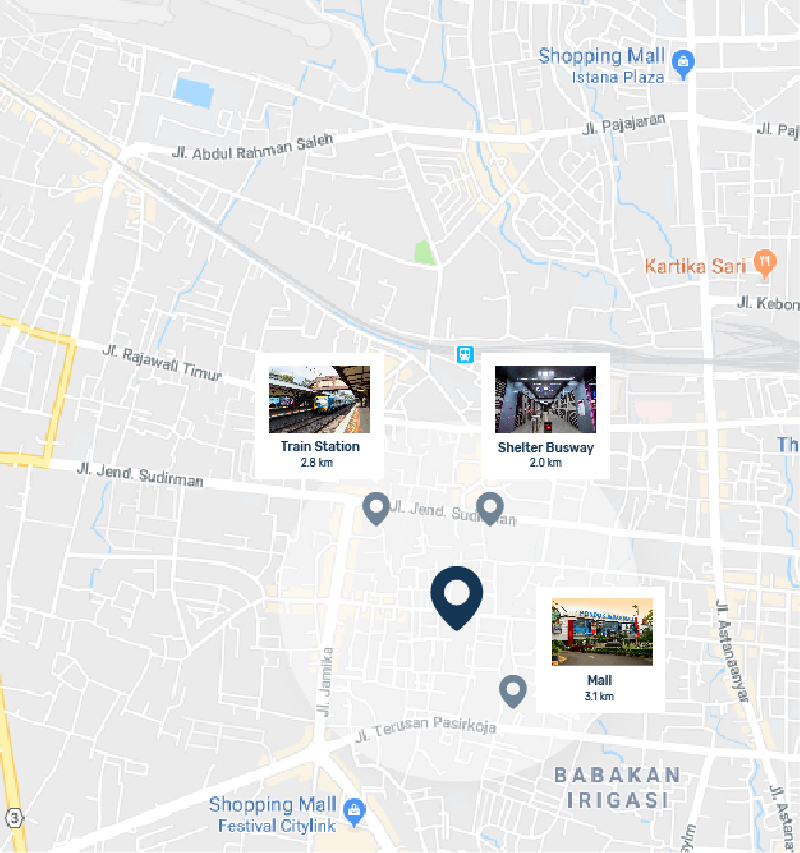 Shopping Mall
Istana Plaza
Jl. Pajajaran
Jl. Paj
Jl. Abdul Rahman Saleh
Kartika Sari
Jl. Kebon
Jl. Rajawali Timur
Train Station
2.8 km
Shelter Busway
2.0 km
Th
Jl. Jend. Sudirman
Jl. Jend. Sudirman
Mall
3.1 km
Jl. Astanaanyar
Jl. Jamika
Jl. Terusan Pasirkoja
BABAKAN
IRIGASI
Shopping Mall
Festival Citylink
3
Jl. Astana